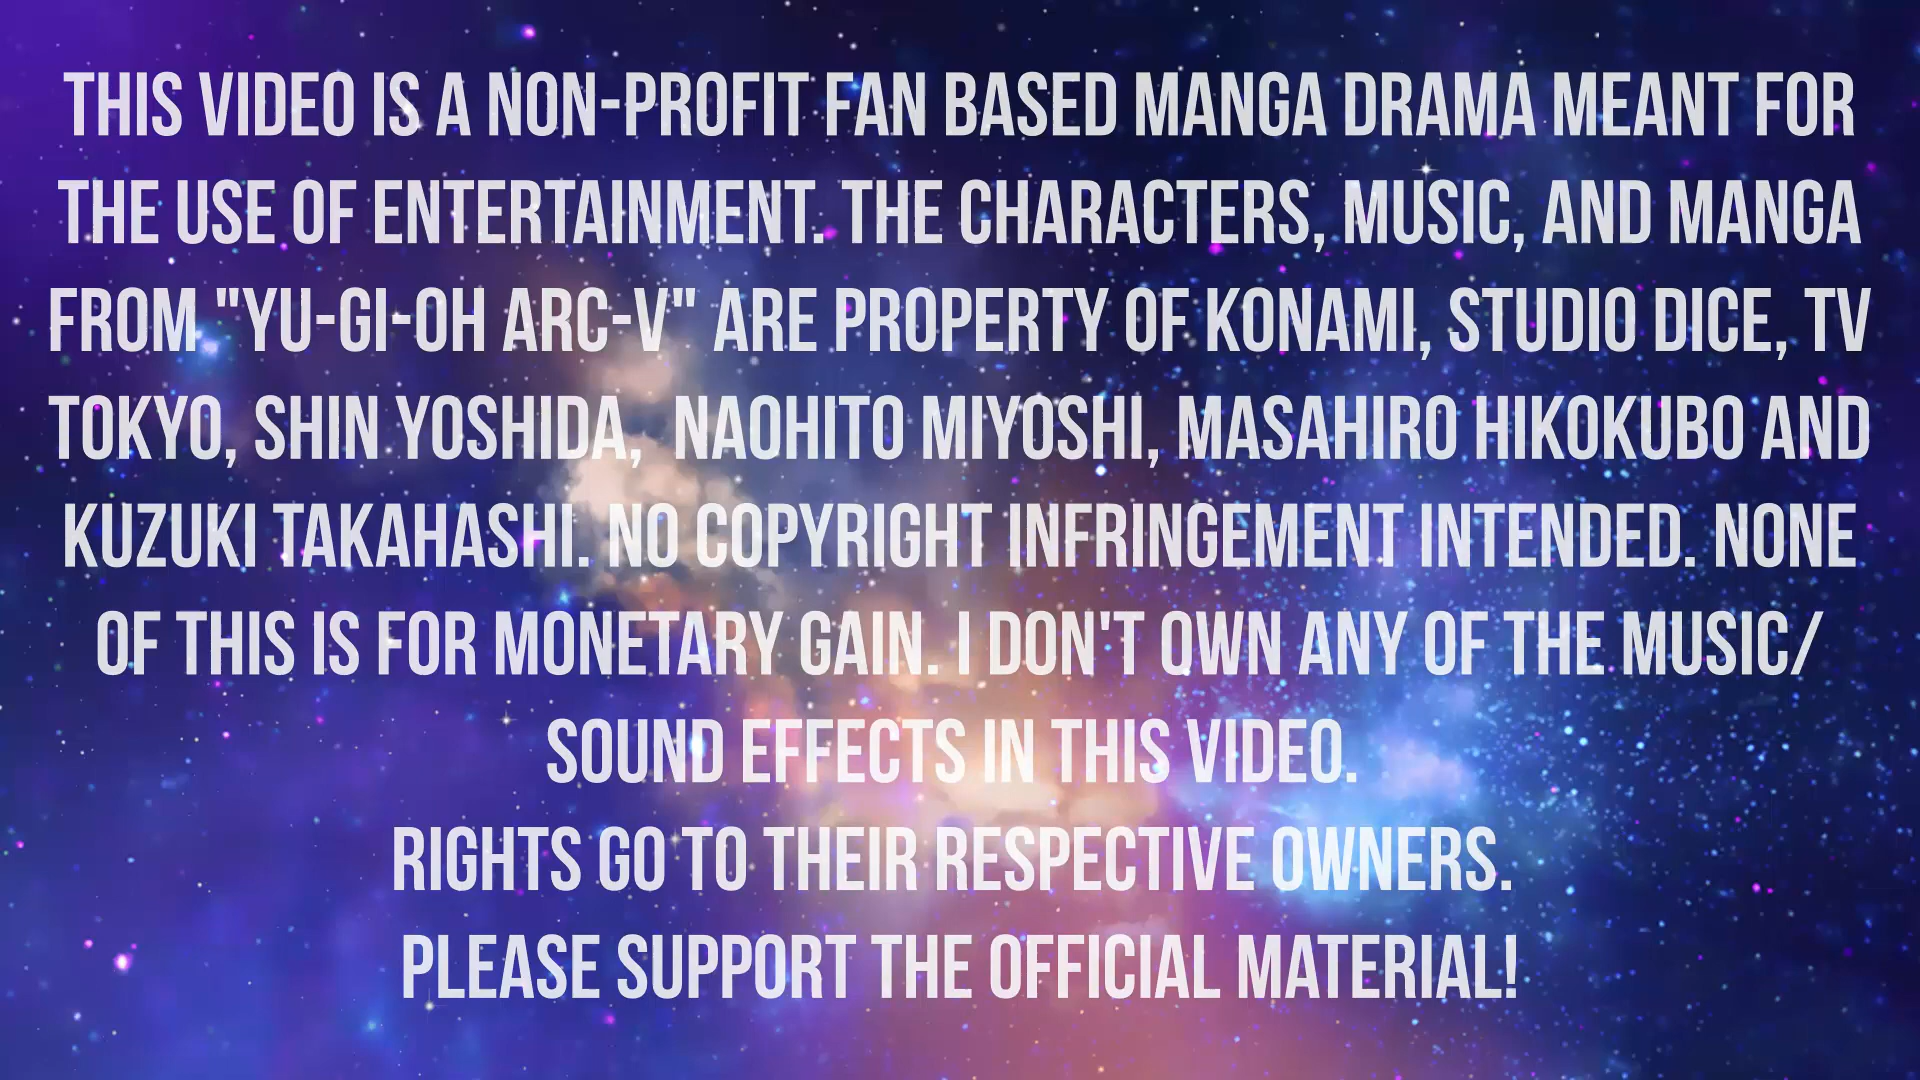 THIS VIDEO IS A NON-PROFIT FAN BASED MANGA DRAMA MEANT FOR
THE USE OF ENTERTAINMENT. THE CHARACTERS, MUSIC, AND MANGA
FROM "YU-GI-OH ARC-V" ARE PROPERTY OF KONAMI, STUDIO DICE, TV
TOKYO, SHIN YOSHIDA, NAOHITO MIYOSHI, MASAHIRO HIKOKUBO AND
KUZUKI TAKAHASHI. NO COPYRIGHT INFRINGEMENT INTENDED. NONE
OF THIS IS FOR MONETARY GAIN. I DON'T OWN ANY OF THE MUSIC/
SOUND EFFECTS IN THIS VIDEO.
RIGHTS GO TO THEIR RESPECTIVE OWNERS.
PLEASE SUPPORT THE OFFICIAL MATERIAL!